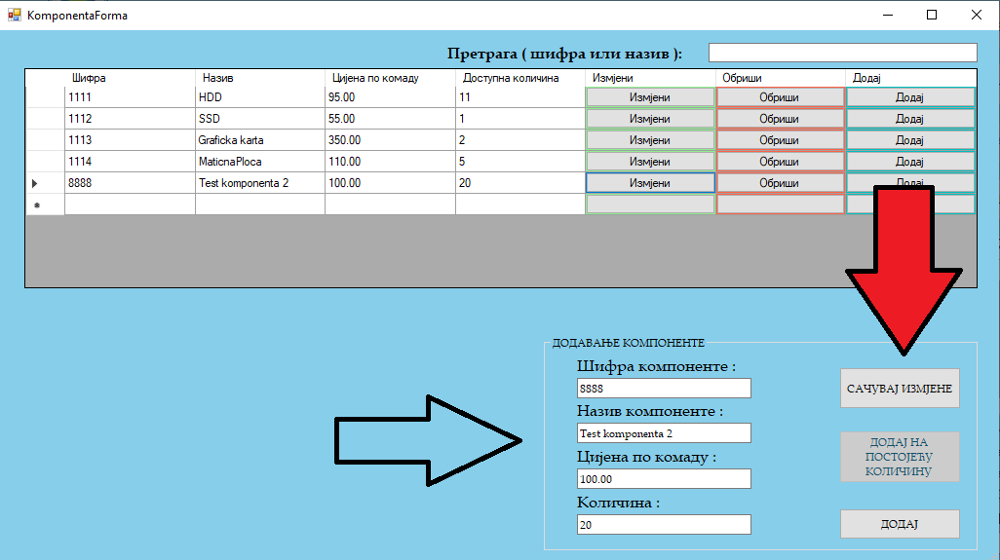 KomponentaForma
Претрага ( шифра или назив ):
Шифра Назив Цијена по комаду Доступна количина Измјени Обриши Додај
1111 HDD 95.00 11 Измјени Обриши Додај
1112 SSD 55.00 1 Измјени Обриши Додај
1113 Graficka karta 350.00 2 Измјени Обриши Додај
1114 MaticnaPloca 110.00 5 Измјени Обриши Додај
8888 Test komponenta 2 100.00 20 Измјени Обриши Додај
ДОДАВАЊЕ КОМПОНЕНТЕ
Шифра компоненте :
8888
Назив компоненте :
Test komponenta 2
Цијена по комаду :
100.00
Количина :
20
САЧУВАЈ ИЗМЈЕНЕ
ДОДАЈ НА
ПОСТОЈЕЋУ
КОЛИЧИНУ
ДОДАЈ